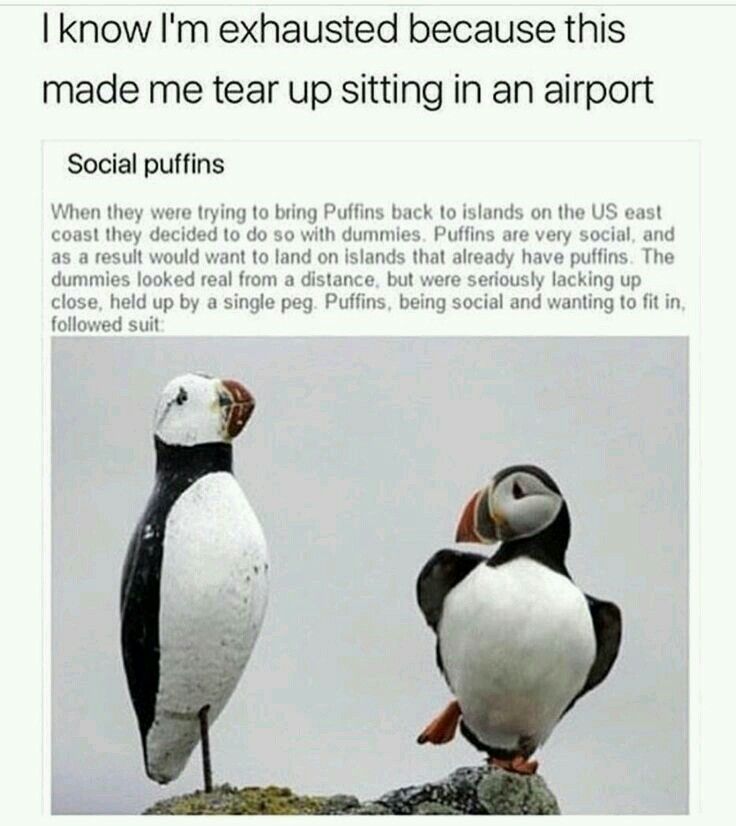 I know I'm exhausted because this
made me tear up sitting in an airport
Social puffins
When they were trying to bring Puffins back to islands on the US east
coast they decided to do so with dummies. Puffins are very social, and
as a result would want to land on islands that already have puffins. The
dummies looked real from a distance, but were seriously lacking up
close, held up by a single peg. Puffins, being social and wanting to fit in,
followed suit: